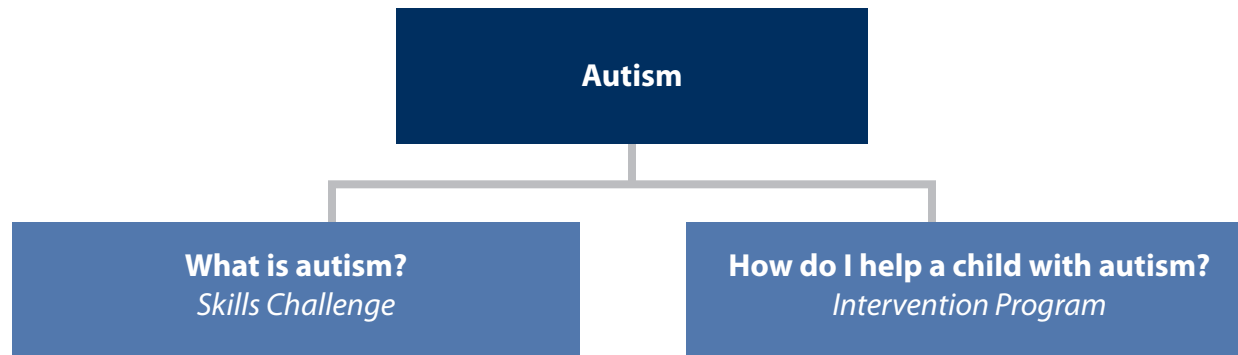 Autism
What is autism?
Skills Challenge
How do I help a child with autism?
Intervention Program